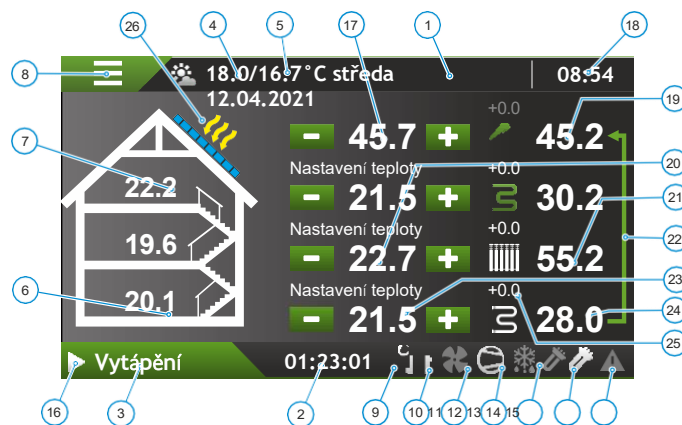 26 4 5 17 1 18
8 18.0/16.7°C středa 08:54
12.04.2021
+0.0
- 45.7 + 45.2 19
7 Nastavení teploty +0.0 20
22.2 - 21.5 + 30.2 21
Nastavení teploty +0.0
19.6 - 22.7 + 55.2 22
Nastavení teploty +0.0 23
6 20.1 - 21.5 + 28.0 24
25
Vytápění 01:23:01
16 3 2 9 10 11 12 13 14 15